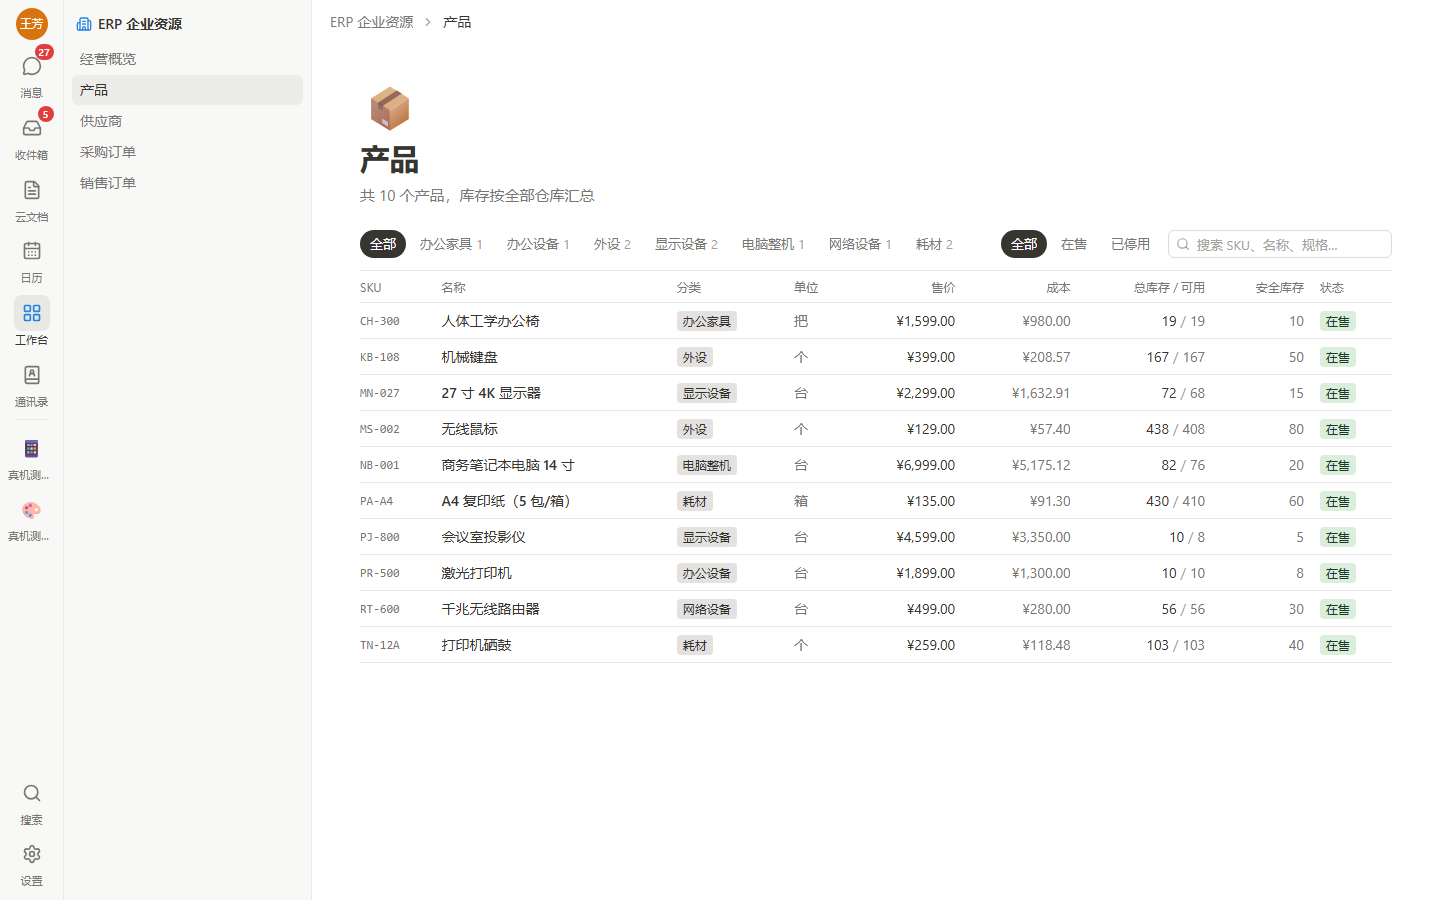 王芳
27
消息
5
收件箱
云文档
日历
工作台
通讯录
真机测...
真机测...
搜索
设置
ERP 企业资源
经营概览
产品
供应商
采购订单
销售订单
ERP 企业资源 > 产品
产品
共 10 个产品，库存按全部仓库汇总
全部 办公家具 1 办公设备 1 外设 2 显示设备 2 电脑整机 1 网络设备 1 耗材 2 全部 在售 已停用 搜索 SKU、名称、规格...
SKU 名称 分类 单位 售价 成本 总库存 / 可用 安全库存 状态
CH-300 人体工学办公椅 办公家具 把 ¥1,599.00 ¥980.00 19 / 19 10 在售
KB-108 机械键盘 外设 个 ¥399.00 ¥208.57 167 / 167 50 在售
MN-027 27 寸 4K 显示器 显示设备 台 ¥2,299.00 ¥1,632.91 72 / 68 15 在售
MS-002 无线鼠标 外设 个 ¥129.00 ¥57.40 438 / 408 80 在售
NB-001 商务笔记本电脑 14 寸 电脑整机 台 ¥6,999.00 ¥5,175.12 82 / 76 20 在售
PA-A4 A4 复印纸（5 包/箱） 耗材 箱 ¥135.00 ¥91.30 430 / 410 60 在售
PJ-800 会议室投影仪 显示设备 台 ¥4,599.00 ¥3,350.00 10 / 8 5 在售
PR-500 激光打印机 办公设备 台 ¥1,899.00 ¥1,300.00 10 / 10 8 在售
RT-600 千兆无线路由器 网络设备 台 ¥499.00 ¥280.00 56 / 56 30 在售
TN-12A 打印机硒鼓 耗材 个 ¥259.00 ¥118.48 103 / 103 40 在售